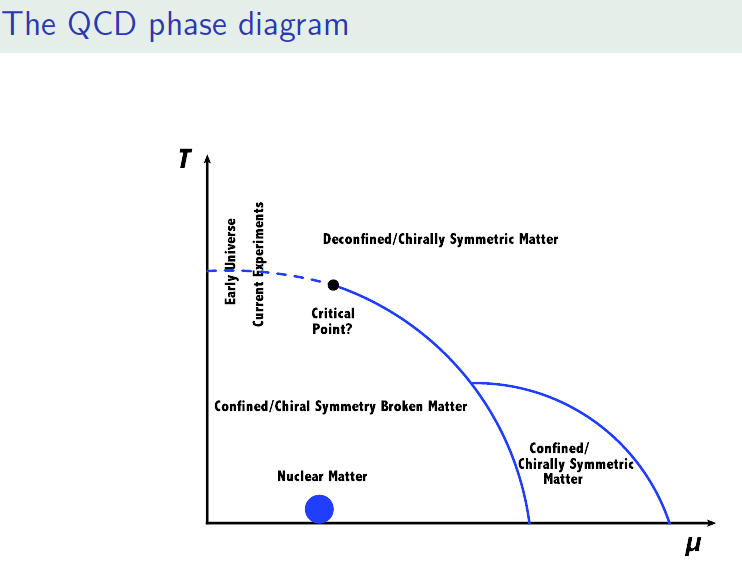 The QCD phase diagram
T
Early Universe
Current Experiments
Deconfined/Chirally Symmetric Matter
Critical
Point?
Confined/Chiral Symmetry Broken Matter
Confined/
Chirally Symmetric
Matter
Nuclear Matter
μ